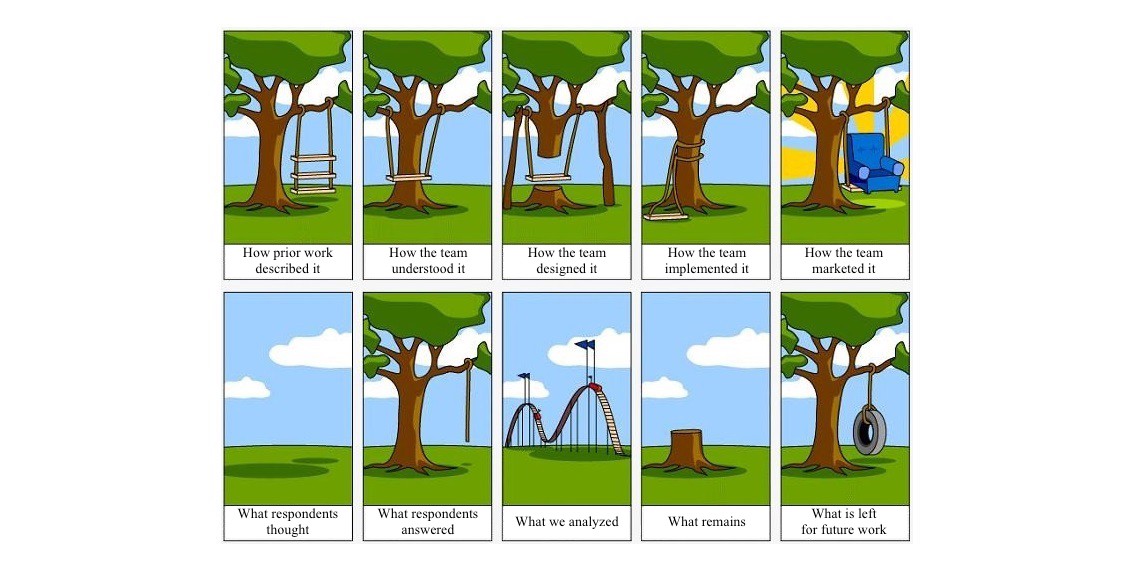 How prior work
described it
How the team
understood it
How the team
designed it
How the team
implemented it
How the team
marketed it
What respondents
thought
What respondents
answered
What we analyzed
What remains
What is left
for future work